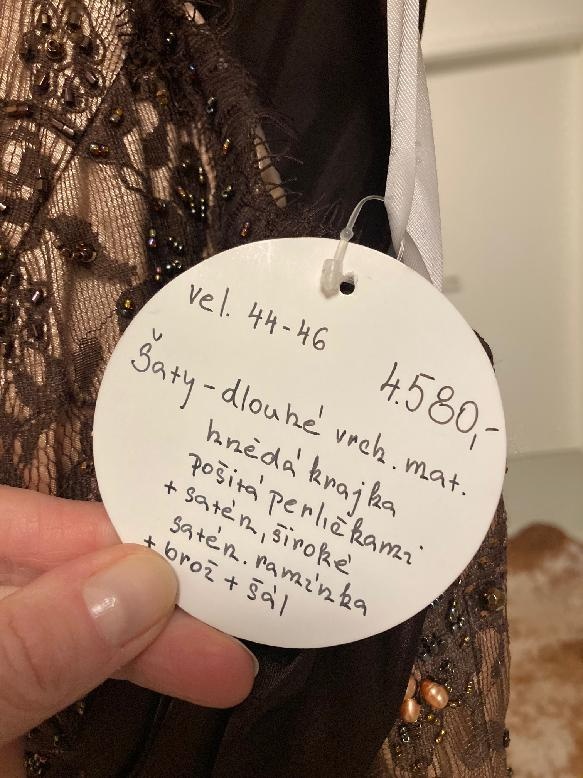 vel. 44-46
4.580,-
Šaty-dlouhé vrch. mat.
hnědá krajka
pošitá perličkami
+ satén, široké
satén. ramínka
+ brož + šál